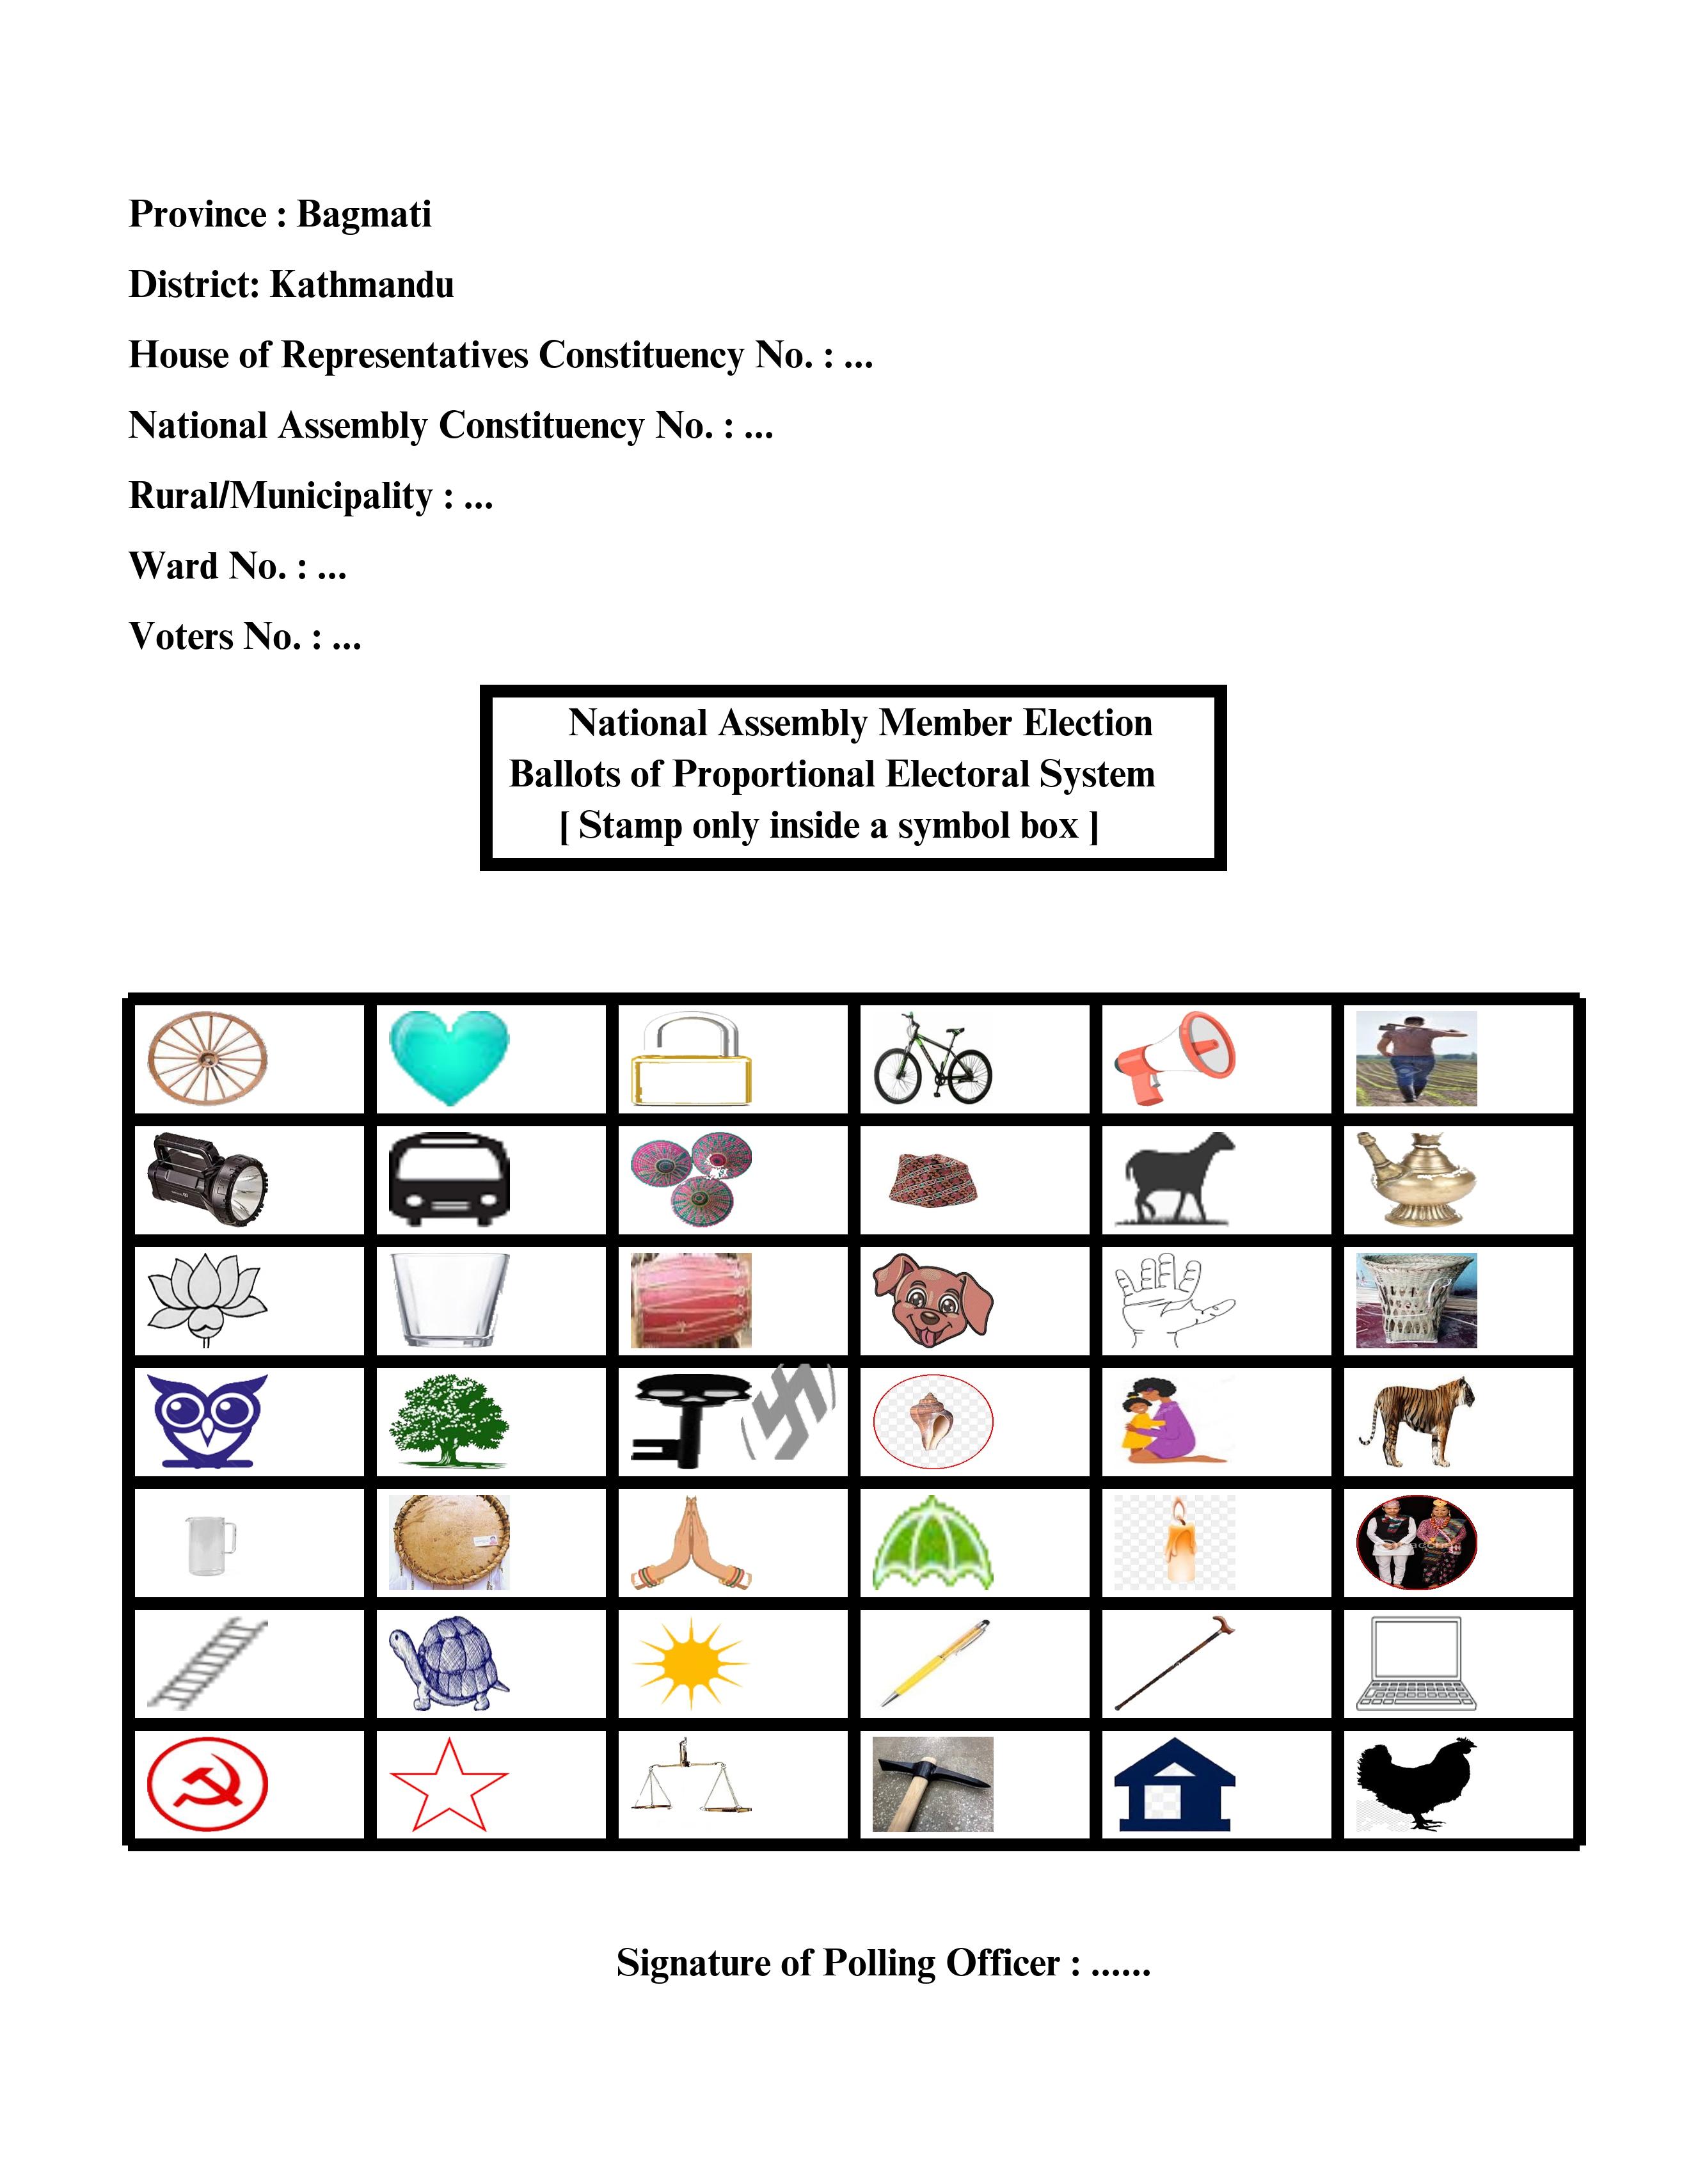 Province : Bagmati
District: Kathmandu
House of Representatives Constituency No. : ...
National Assembly Constituency No. : ...
Rural/Municipality : ...
Ward No. : ...
Voters No. : ...
National Assembly Member Election
Ballots of Proportional Electoral System
[ Stamp only inside a symbol box ]
Signature of Polling Officer : ......